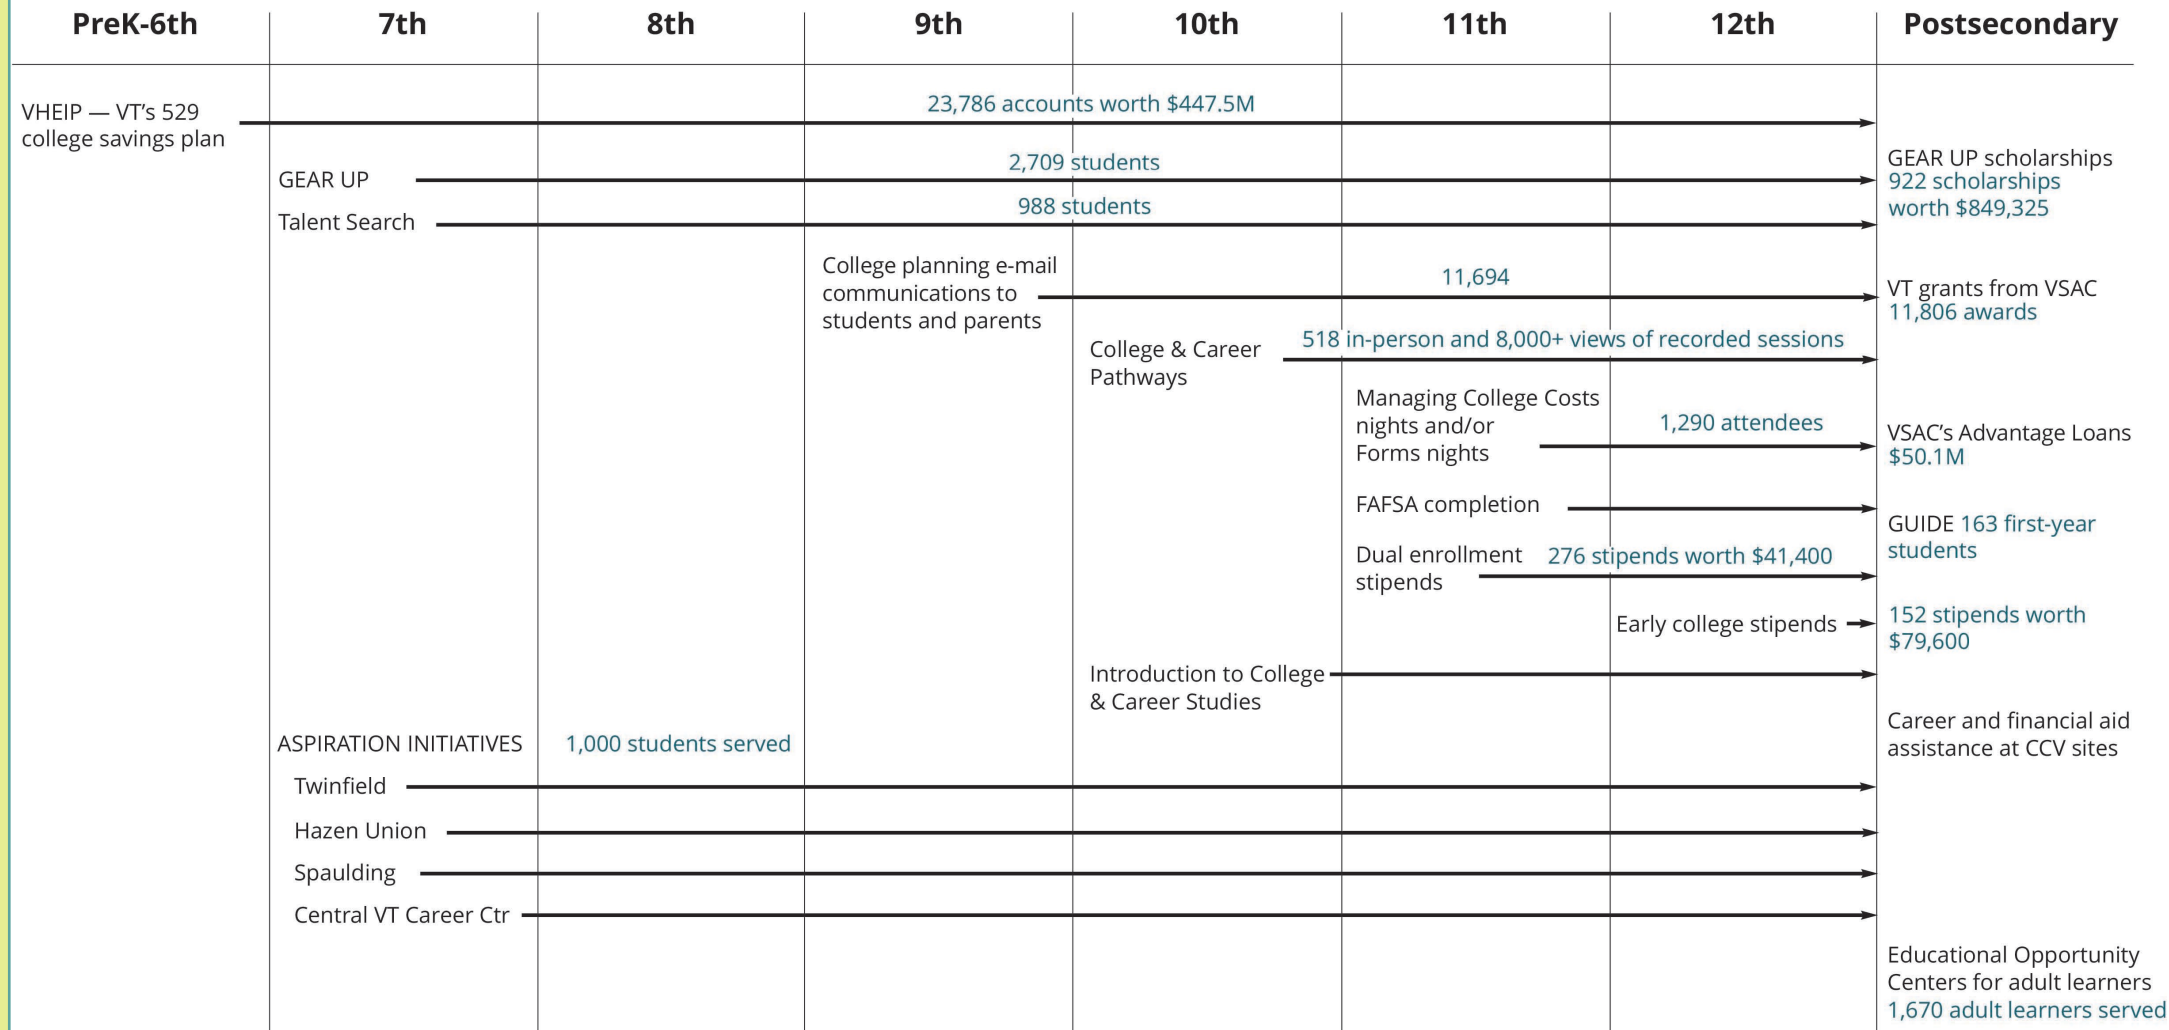 PreK-6th 7th 8th 9th 10th 11th 12th Postsecondary
VHEIP — VT’s 529
college savings plan
23,786 accounts worth $447.5M
GEAR UP
2,709 students
GEAR UP scholarships
922 scholarships
worth $849,325
Talent Search
988 students
College planning e-mail
communications to
students and parents
11,694
VT grants from VSAC
11,806 awards
College & Career
Pathways
518 in-person and 8,000+ views of recorded sessions
Managing College Costs
nights and/or
Forms nights
1,290 attendees
VSAC’s Advantage Loans
$50.1M
FAFSA completion
GUIDE 163 first-year
students
Dual enrollment
stipends
276 stipends worth $41,400
Early college stipends
152 stipends worth
$79,600
Introduction to College
& Career Studies
Career and financial aid
assistance at CCV sites
ASPIRATION INITIATIVES
1,000 students served
Twinfield
Hazen Union
Spaulding
Central VT Career Ctr
Educational Opportunity
Centers for adult learners
1,670 adult learners served